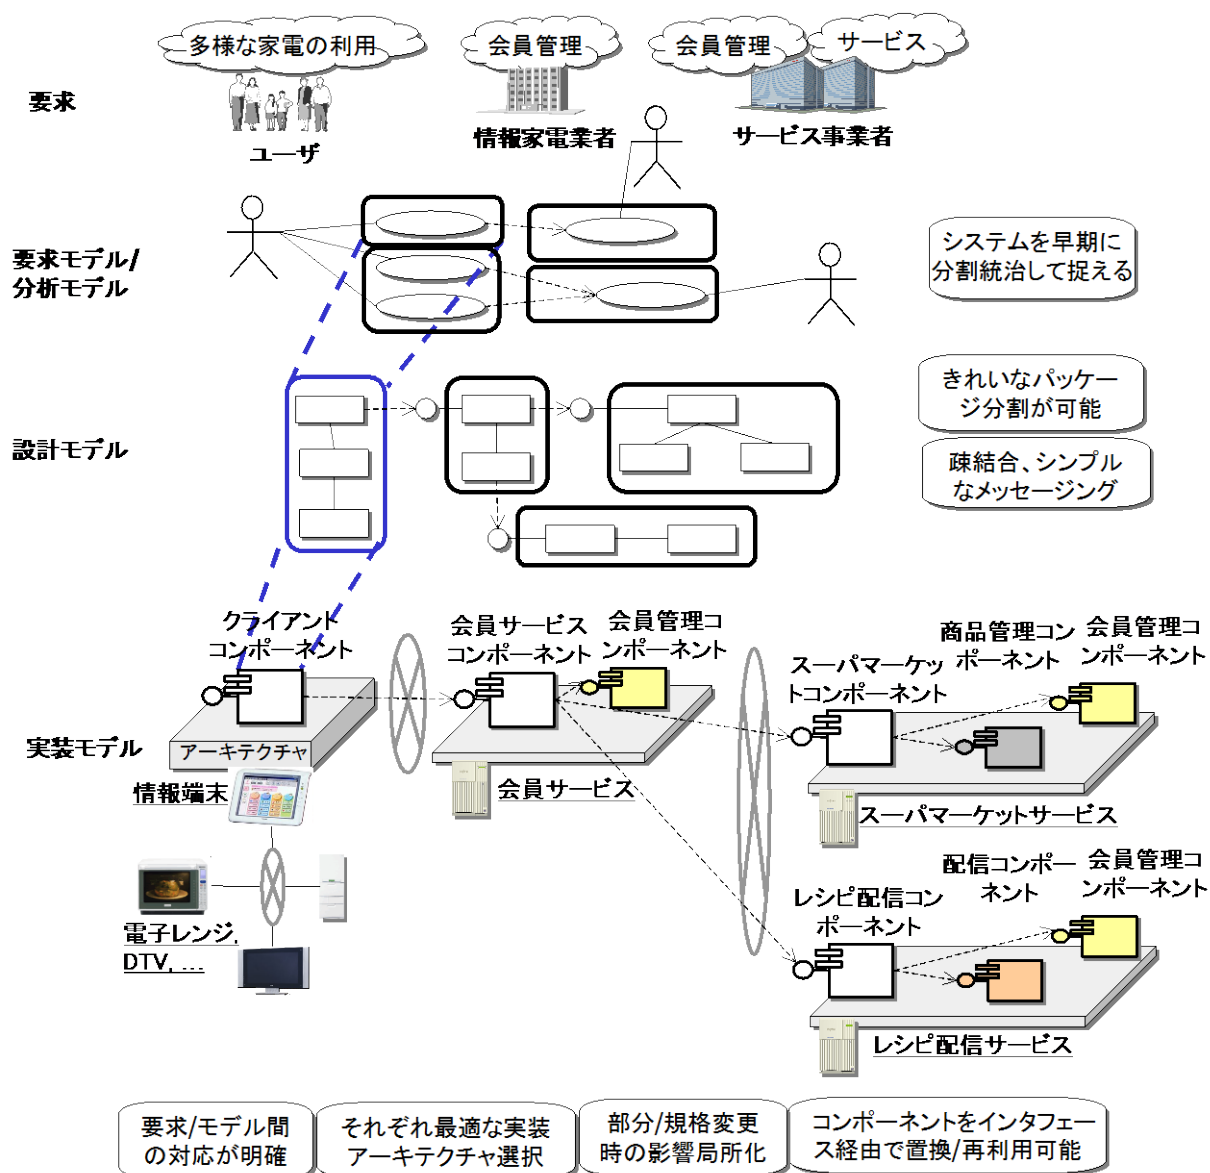 多様な家電の利用
会員管理
会員管理
サービス
要求
ユーザ
情報家電業者
サービス事業者
要求モデル/
分析モデル
システムを早期に
分割統治して捉える
設計モデル
きれいなパッケー
ジ分割が可能
疎結合、シンプル
なメッセージング
実装モデル
クライアント
コンポーネント
アーキテクチャ
情報端末
電子レンジ,
DTV, ...
会員サービス
コンポーネント
会員管理コ
ンポーネント
会員サービス
スーパマーケッ
トコンポーネント
商品管理コン
ポーネント
会員管理コ
ンポーネント
スーパマーケットサービス
レシピ配信コン
ポーネント
配信コンポー
ネント
会員管理コ
ンポーネント
レシピ配信サービス
要求/モデル間
の対応が明確
それぞれ最適な実装
アーキテクチャ選択
部分/規格変更
時の影響局所化
コンポーネントをインタフェー
ス経由で置換/再利用可能